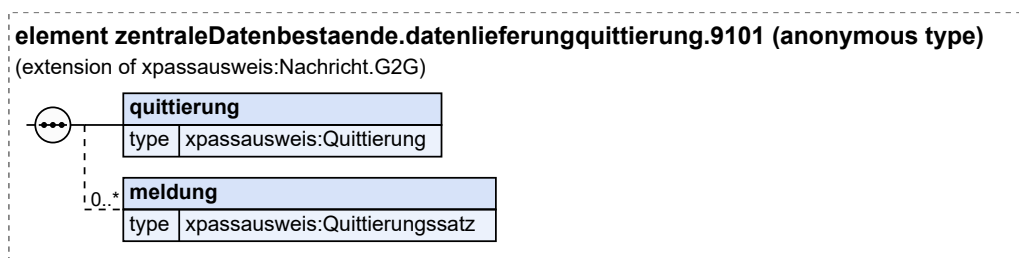 element zentraleDatenbestaende.datenlieferungquittierung.9101 (anonymous type)
(extension of xpassausweis:Nachricht.G2G)
quittierung
type xpassausweis:Quittierung
0..* meldung
type xpassausweis:Quittierungssatz